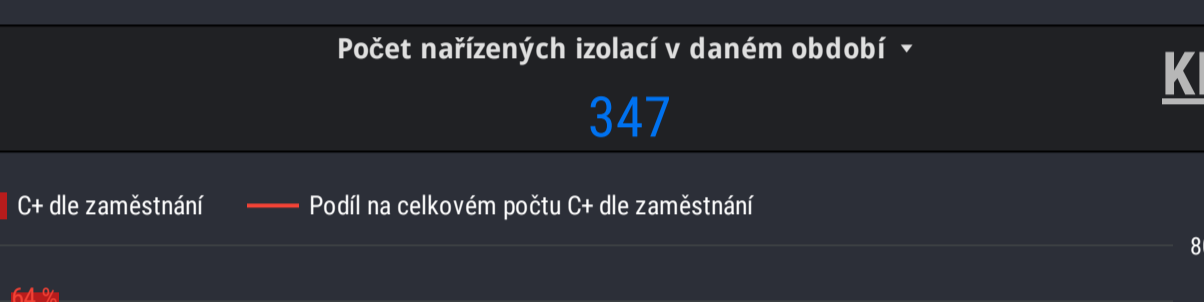 Počet nařízených izolací v daném období
347
C+ dle zaměstnání
Podíl na celkovém počtu C+ dle zaměstnání
64 %